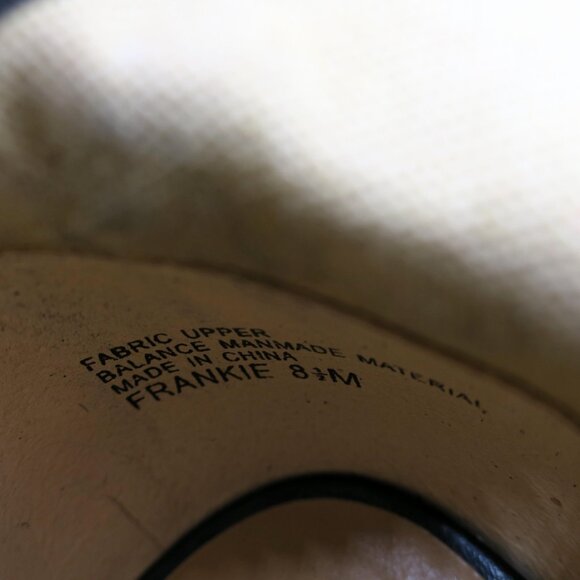 FABRIC UPPER
BALANCE MANMADE MATERIAL
MADE IN CHINA
FRANKIE 8½M